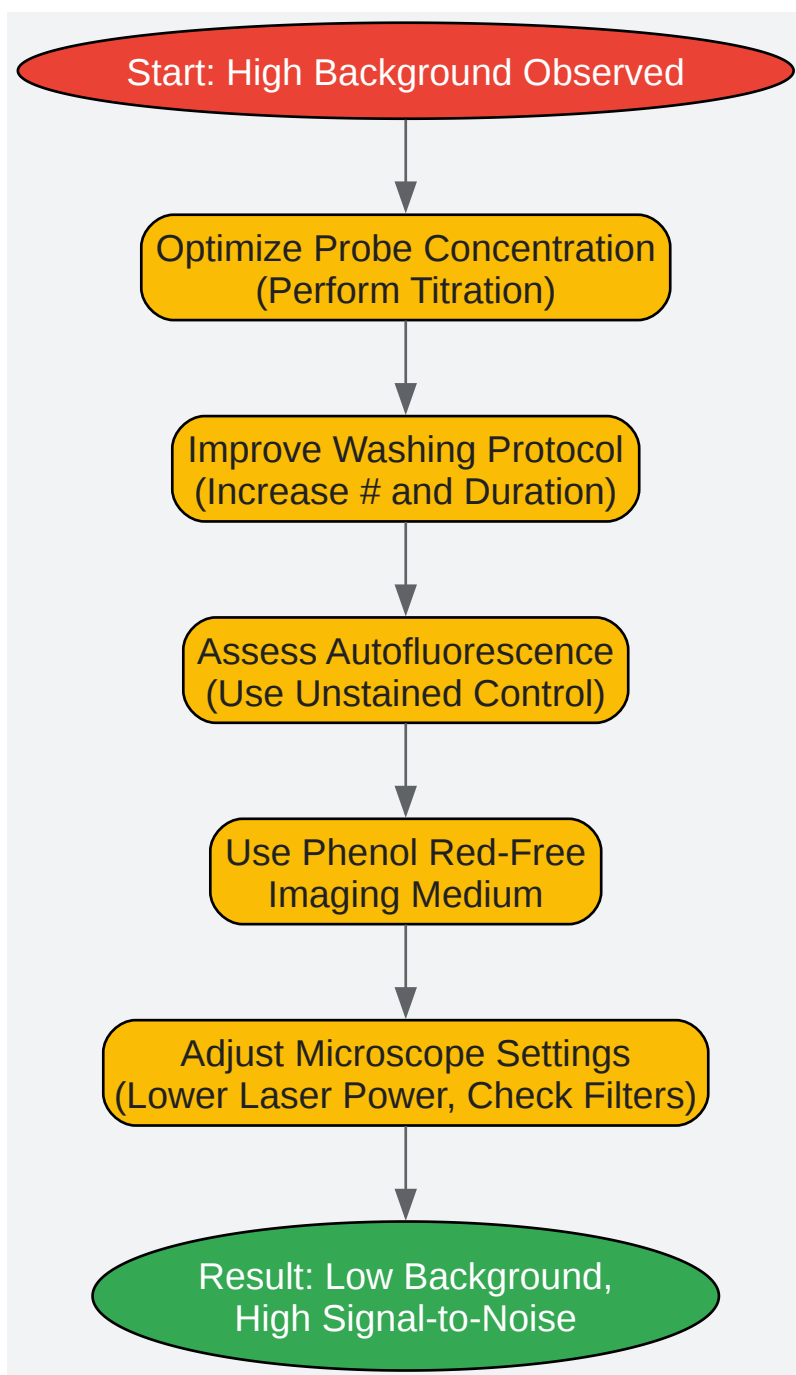 Start: High Background Observed
Optimize Probe Concentration
(Perform Titration)
Improve Washing Protocol
(Increase # and Duration)
Assess Autofluorescence
(Use Unstained Control)
Use Phenol Red-Free
Imaging Medium
Adjust Microscope Settings
(Lower Laser Power, Check Filters)
Result: Low Background,
High Signal-to-Noise